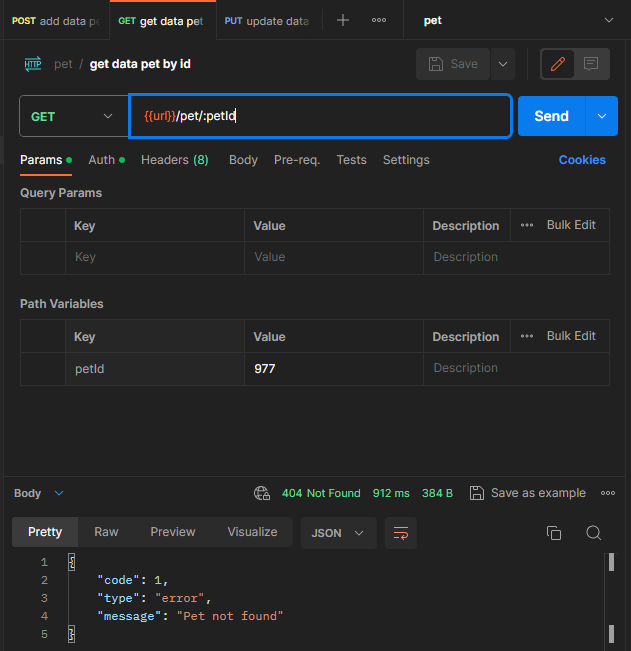 POST add data pe GET get data pet PUT update data pet
HTTP pet / get data pet by id Save
GET {{url}}/pet/:petId Send
Params Auth Headers (8) Body Pre-req. Tests Settings Cookies
Query Params
Key Value Description Bulk Edit
Key Value Description
Path Variables
Key Value Description Bulk Edit
petId 977 Description
Body 404 Not Found 912 ms 384 B Save as example
Pretty Raw Preview Visualize JSON
1 {
2 "code": 1,
3 "type": "error",
4 "message": "Pet not found"
5 }